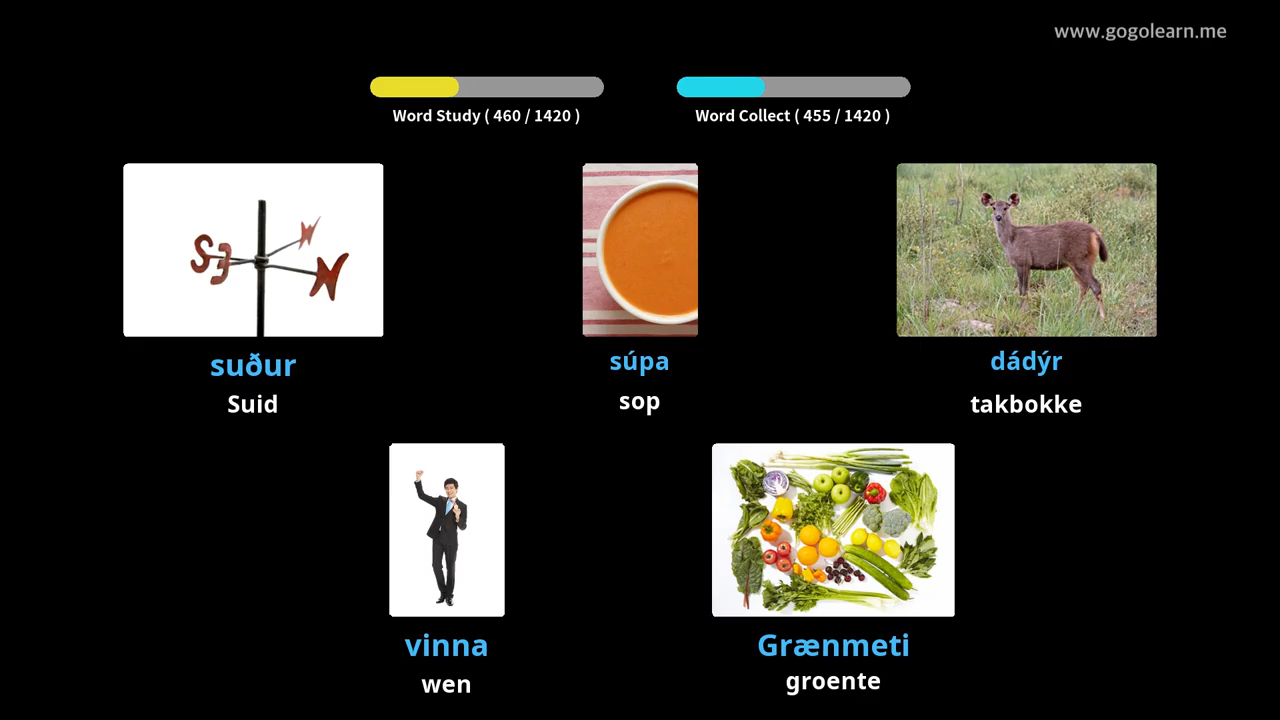 www.gogolearn.me
Word Study ( 460 / 1420 )
Word Collect ( 455 / 1420 )
suður
Suid
súpa
sop
dádýr
takbokke
vinna
wen
Grænmeti
groente